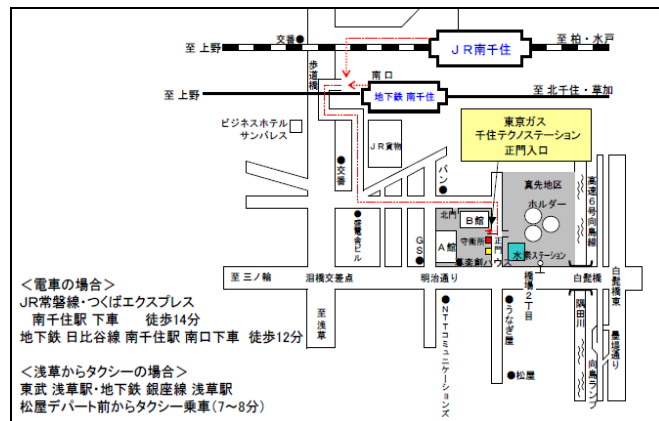 交番●
至 上野
JR南千住
至 柏・水戸
歩道橋
南口
至 上野
地下鉄 南千住
至 北千住・草加
ビジネスホテル
サンパレス
JR貨物
東京ガス
千住テクノステーション
正門入口
●交番
パン●
真先地区
ホルダー
高速6号向島線
北門
B館
A館
守衛所
正門
GS●
水素ステーション
至 三ノ輪
泪橋交差点
明治通り
橋場2丁目
白髭橋
白髭橋東
至 浅草
●NTTコミュニケーションズ
●うなぎ屋
●松屋
隅田川
墨堤通り
向島ランプ
<電車の場合>
JR常磐線・つくばエクスプレス
南千住駅 下車 徒歩14分
地下鉄 日比谷線 南千住駅 南口下車 徒歩12分
<浅草からタクシーの場合>
東武 浅草駅・地下鉄 銀座線 浅草駅
松屋デパート前からタクシー乗車(7~8分)